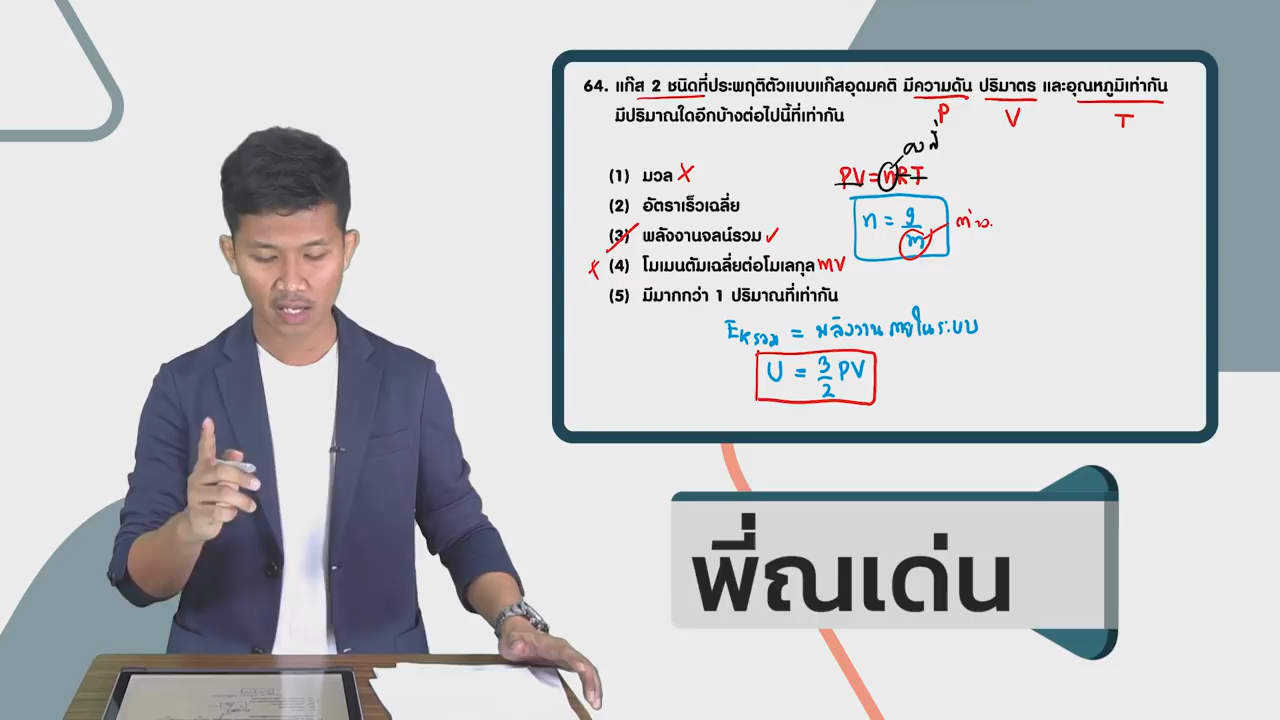 64. แก๊ส 2 ชนิดที่ประพฤติตัวแบบแก๊สอุดมคติ มีความดัน ปริมาตร และอุณหภูมิเท่ากัน
มีปริมาณใดอีกบ้างต่อไปนี้ที่เท่ากัน
P V T
คงที่
(1) มวล X
PV = nRT
(2) อัตราเร็วเฉลี่ย
n = g/m
ต่าง
(3) พลังงานจลน์รวม ✓
X (4) โมเมนตัมเฉลี่ยต่อโมเลกุล mV
(5) มีมากกว่า 1 ปริมาณที่เท่ากัน
Eкรวม = พลังงานภายในระบบ
U = 3/2 PV
พี่ณเด่น